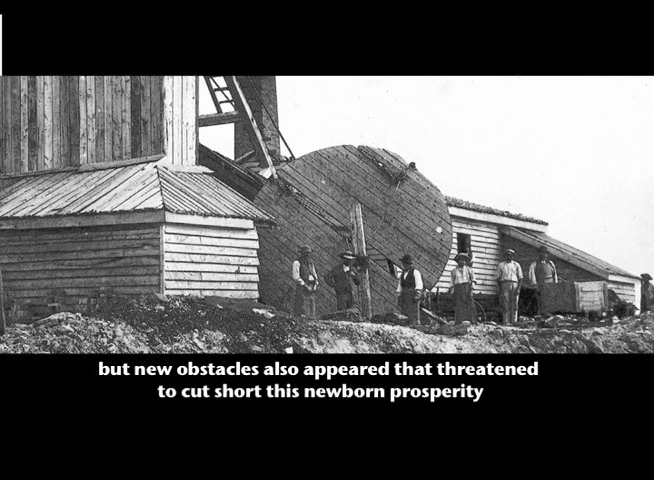 but new obstacles also appeared that threatened
to cut short this newborn prosperity